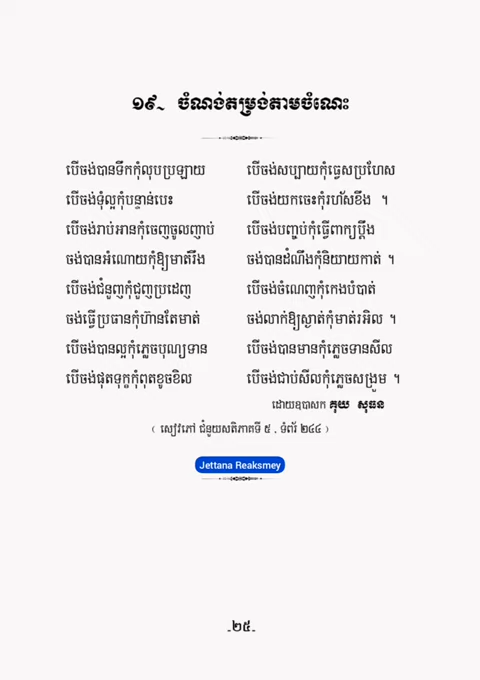 ១៩~ ចំណង់តម្រង់តាមចំណេះ
បើចង់បានទឹកកុំលុបប្រឡាយ បើចង់សប្បាយកុំធ្វេសប្រហែស
បើចង់ទុំល្អកុំបន្ទាន់បេះ បើចង់យកចេះកុំរហ័សខឹង ។
បើចង់រាប់អានកុំចេញចូលញាប់ បើចង់បញ្ចប់កុំធ្វើពាក្យប្ដឹង
ចង់បានអំណោយកុំឱ្យមាត់រឹង ចង់បានដំណឹងកុំនិយាយកាត់ ។
បើចង់ជំនួញកុំជួញប្រដេញ បើចង់ចំណេញកុំកេងបំបាត់
ចង់ធ្វើប្រធានកុំហ៊ានតែមាត់ ចង់លាក់ឱ្យស្ងាត់កុំមាត់រអិល ។
បើចង់បានល្អកុំភ្លេចបុណ្យទាន បើចង់បានមានកុំភ្លេចទានសីល
បើចង់ផុតទុក្ខកុំពុតខូចខិល បើចង់ជាប់សីលកុំភ្លេចសង្រួម ។
ដោយឧបាសក គុយ សុធន
( សៀវភៅ ជំនួយសតិភាគទី ៥ , ទំព័រ ២៤៤ )
Jettana Reaksmey
-២៥-